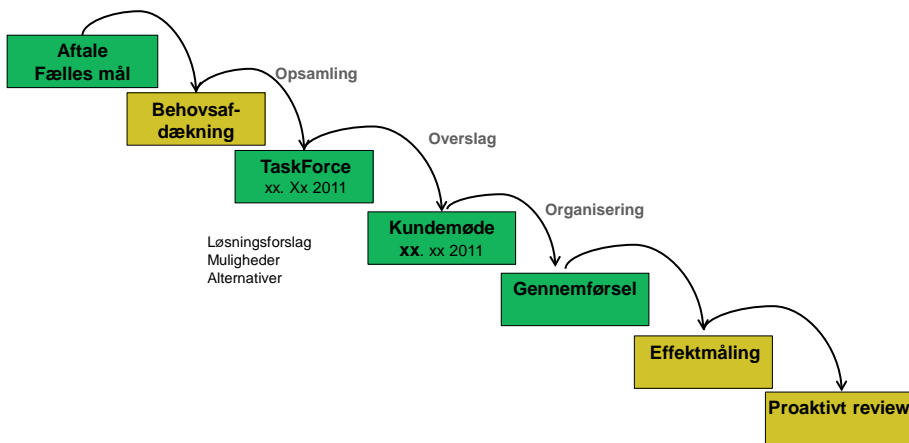 Aftale
Fælles mål
Opsamling
Behovsaf-
dækning
Overslag
TaskForce
xx. Xx 2011
Organisering
Kundemøde
xx. xx 2011
Løsningsforslag
Muligheder
Alternativer
Gennemførsel
Effektmåling
Proaktivt review